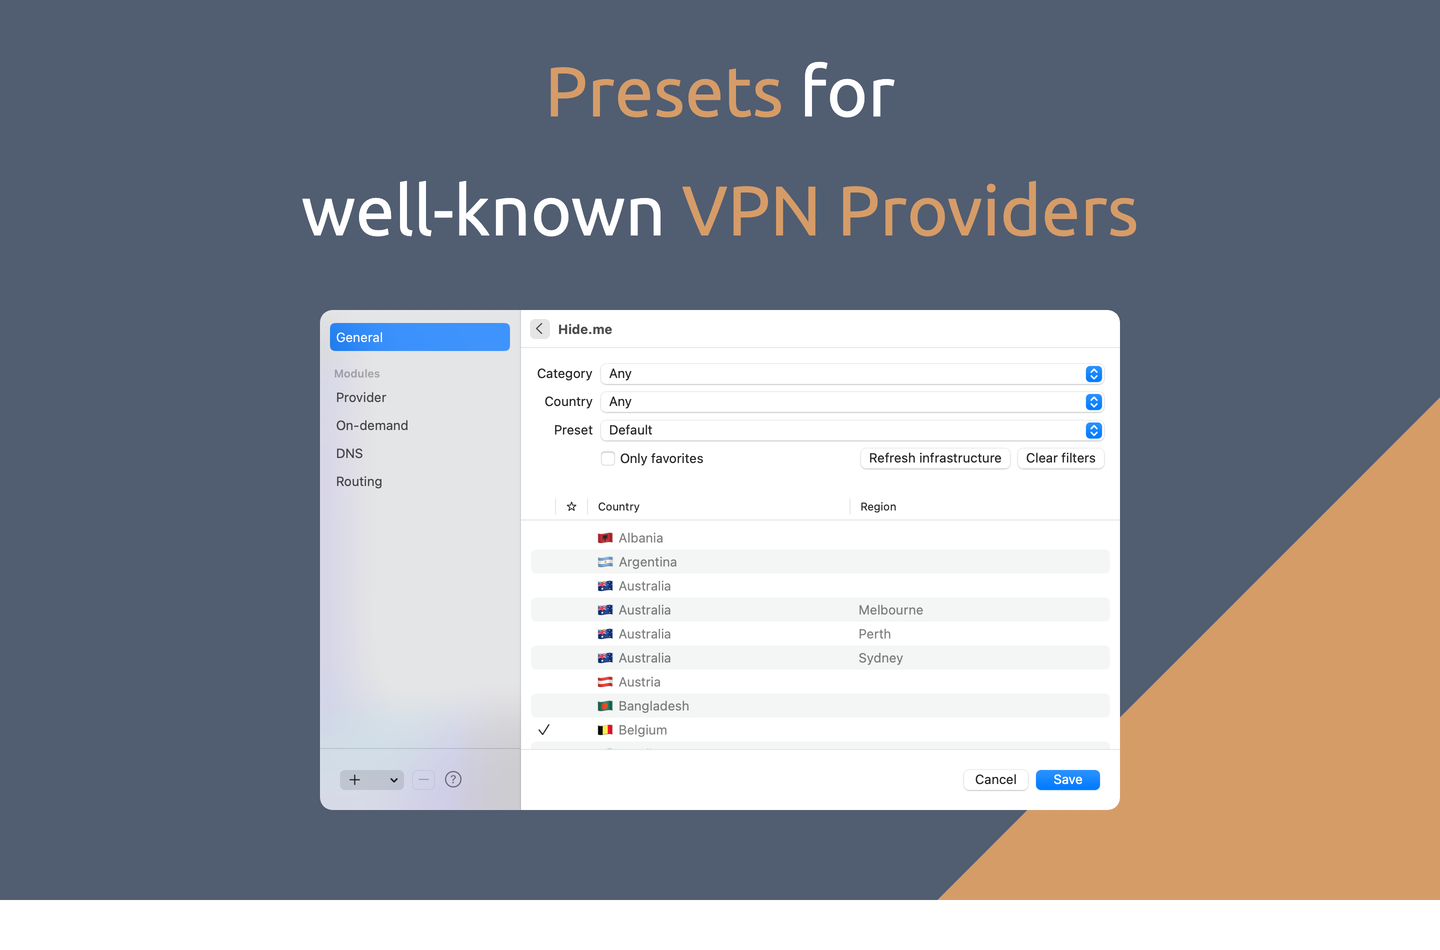 Presets for
well-known VPN Providers
General
Modules
Provider
On-demand
DNS
Routing
Hide.me
Category Any
Country Any
Preset Default
Only favorites Refresh infrastructure Clear filters
Country Region
Albania
Argentina
Australia
Australia Melbourne
Australia Perth
Australia Sydney
Austria
Bangladesh
Belgium
Cancel Save